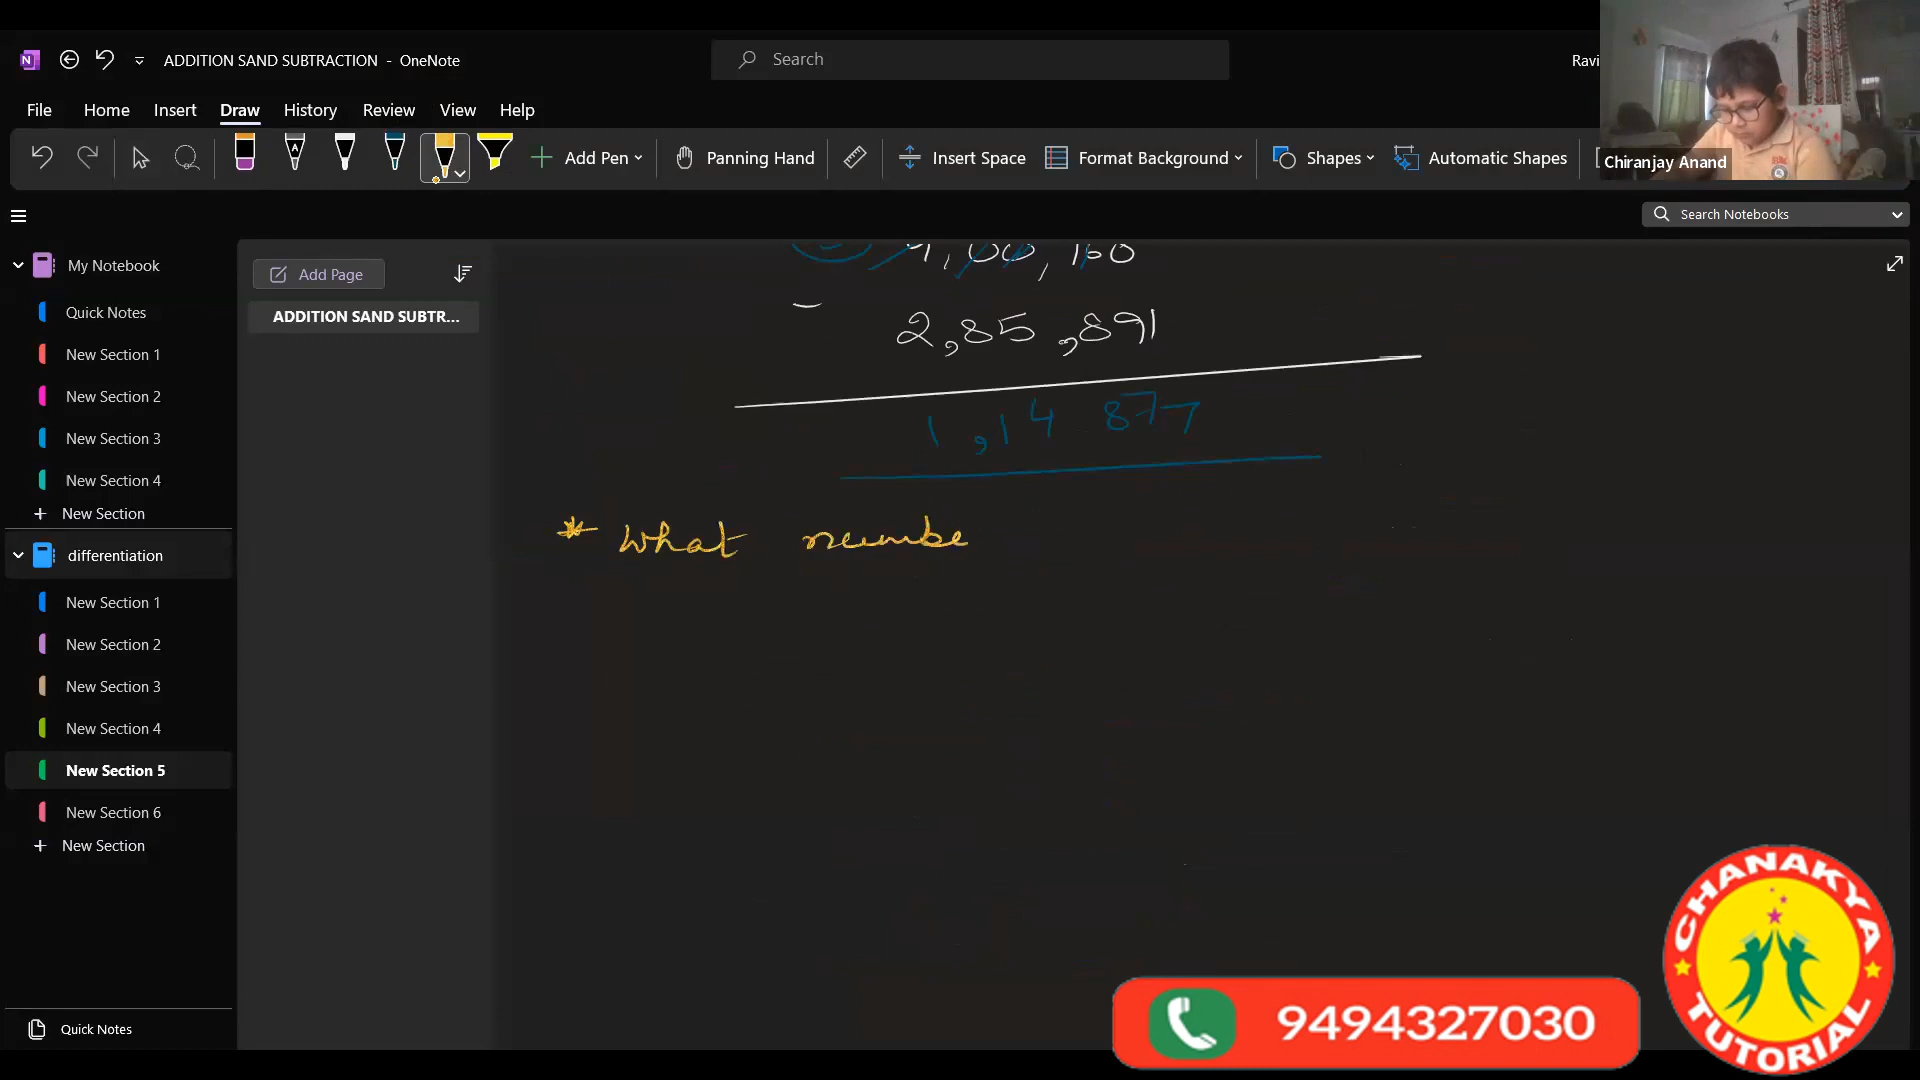 ADDITION SAND SUBTRACTION - OneNote
Search
Ravi
File Home Insert Draw History Review View Help
Add Pen Panning Hand Insert Space Format Background Shapes Automatic Shapes
Chiranjay Anand
Search Notebooks
My Notebook
Quick Notes
New Section 1
New Section 2
New Section 3
New Section 4
New Section
differentiation
New Section 1
New Section 2
New Section 3
New Section 4
New Section 5
New Section 6
New Section
Quick Notes
Add Page
ADDITION SAND SUBTR...
- 2,85,891
1,14 877
* What numbe
9494327030
CHANAKYA
TUTORIAL